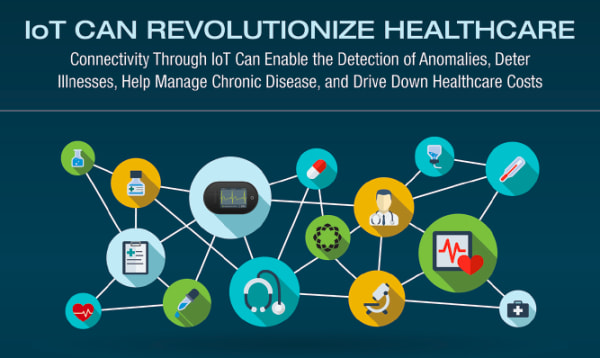 IoT CAN REVOLUTIONIZE HEALTHCARE
Connectivity Through IoT Can Enable the Detection of Anomalies, Deter
Illnesses, Help Manage Chronic Disease, and Drive Down Healthcare Costs